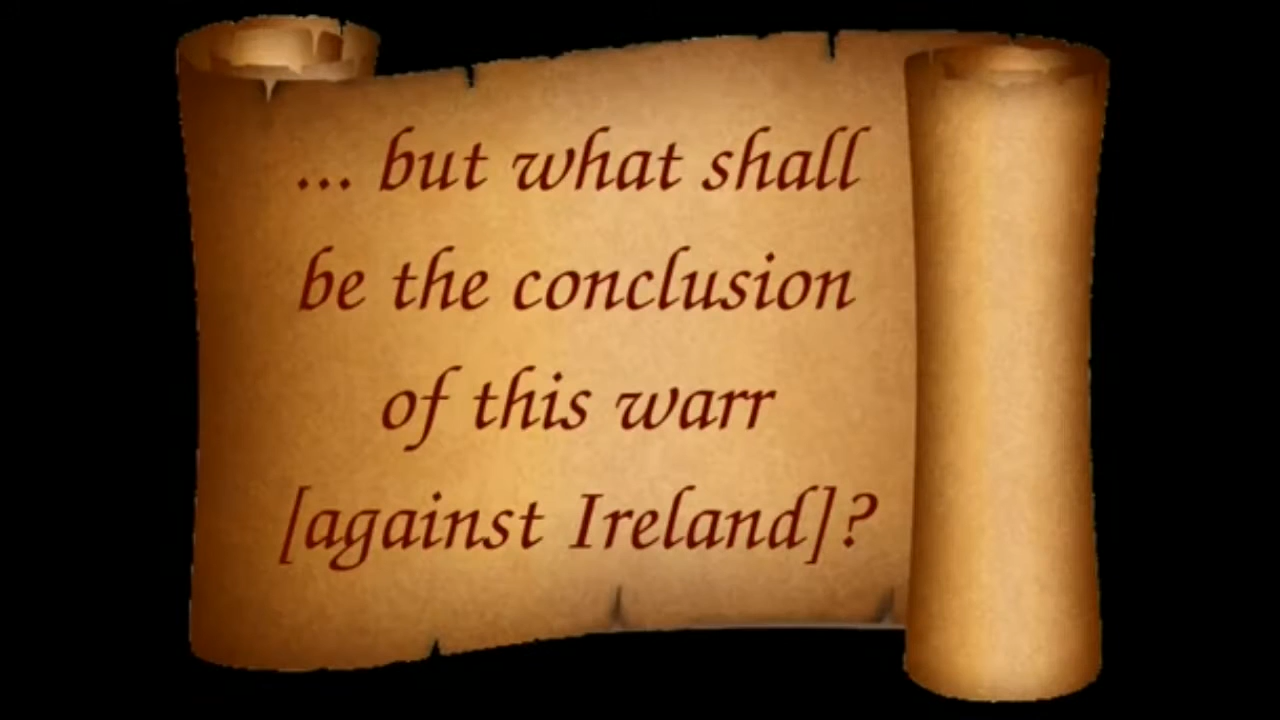 ... but what shall
be the conclusion
of this warr
[against Ireland]?